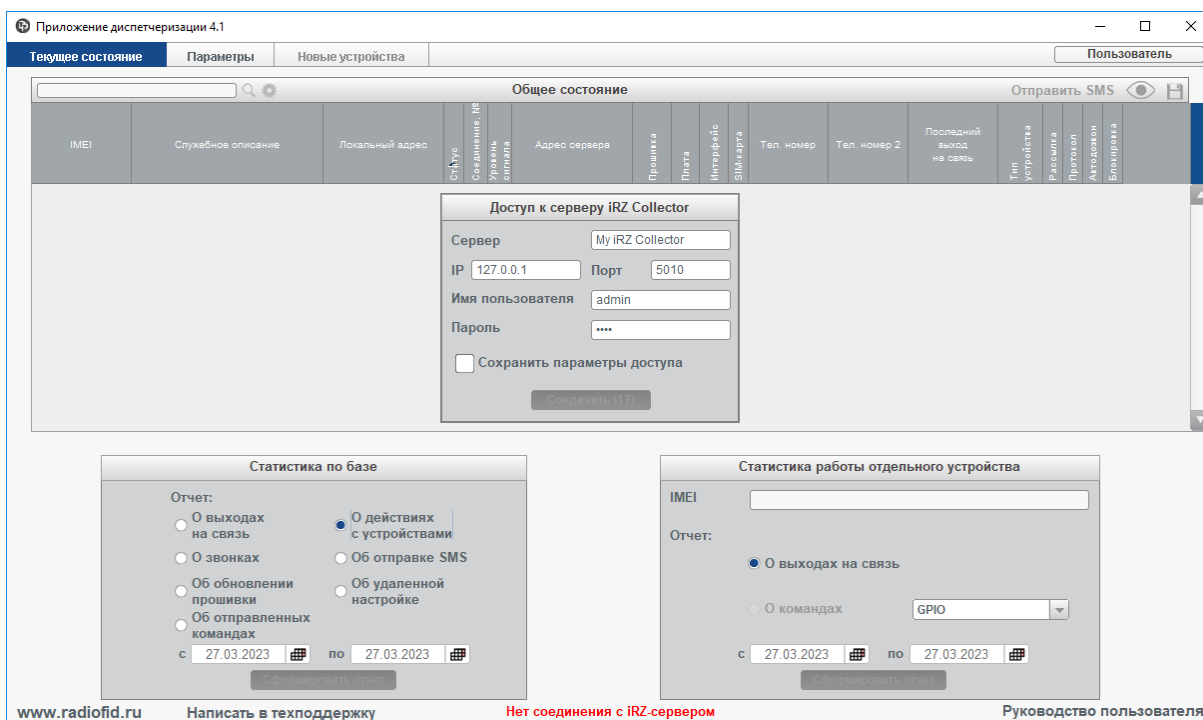 Приложение диспетчеризации 4.1
Текущее состояние Параметры Новые устройства Пользователь
Общее состояние Отправить SMS
IMEI Служебное описание Локальный адрес Статус Соединение, № Уровень сигнала Адрес сервера Прошивка Плата Интерфейс SIM-карта Тел. номер Тел. номер 2 Последний выход на связь Тип устройства Рассылка Протокол Автодозвон Блокировка
Доступ к серверу iRZ Collector
Сервер My iRZ Collector
IP 127.0.0.1 Порт 5010
Имя пользователя admin
Пароль ••••
Сохранить параметры доступа
Соединить (17)
Статистика по базе
Отчет:
О выходах на связь
О действиях с устройствами
О звонках
Об отправке SMS
Об обновлении прошивки
Об удаленной настройке
Об отправленных командах
с 27.03.2023 по 27.03.2023
Сформировать отчет
Статистика работы отдельного устройства
IMEI
Отчет:
О выходах на связь
О командах GPIO
с 27.03.2023 по 27.03.2023
Сформировать отчет
www.radiofid.ru Написать в техподдержку Нет соединения с iRZ-сервером Руководство пользователя